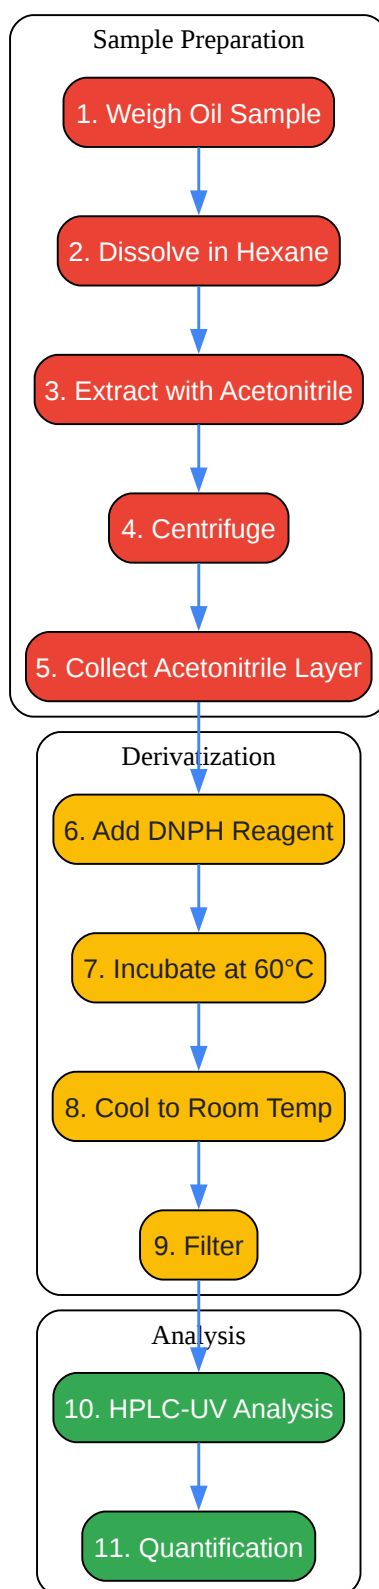 Sample Preparation
1. Weigh Oil Sample
2. Dissolve in Hexane
3. Extract with Acetonitrile
4. Centrifuge
5. Collect Acetonitrile Layer
Derivatization
6. Add DNPH Reagent
7. Incubate at 60°C
8. Cool to Room Temp
9. Filter
Analysis
10. HPLC-UV Analysis
11. Quantification